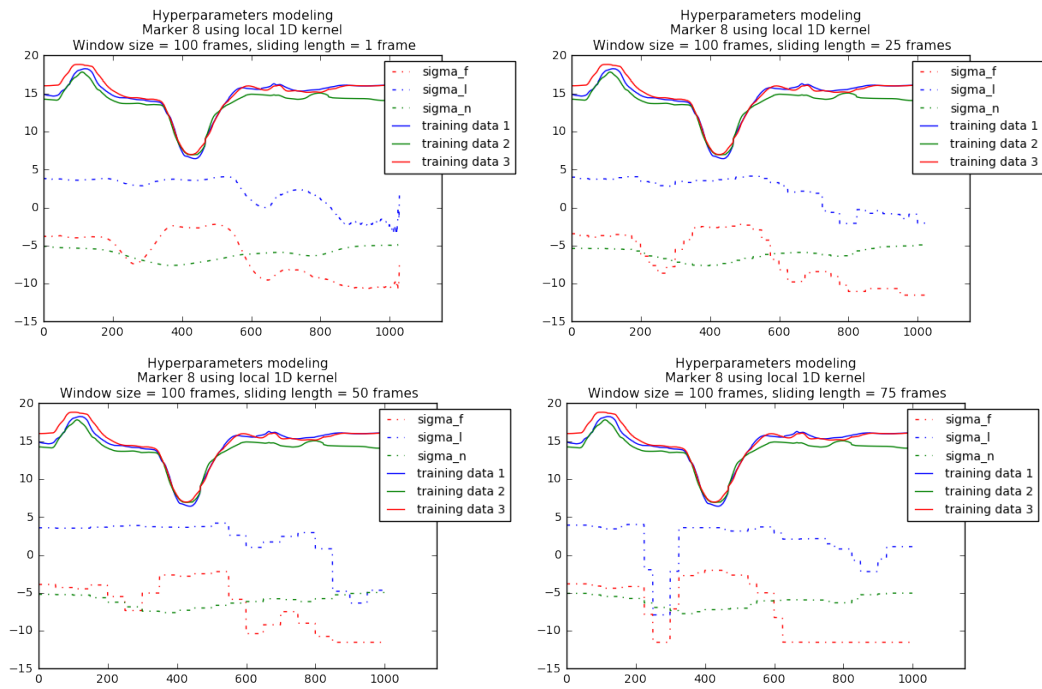 Hyperparameters modeling
Marker 8 using local 1D kernel
Window size = 100 frames, sliding length = 1 frame
20
15
10
5
0
−5
−10
−15
0
200
400
600
800
1000
sigma_f
sigma_l
sigma_n
training data 1
training data 2
training data 3
Hyperparameters modeling
Marker 8 using local 1D kernel
Window size = 100 frames, sliding length = 25 frames
20
15
10
5
0
−5
−10
−15
0
200
400
600
800
1000
sigma_f
sigma_l
sigma_n
training data 1
training data 2
training data 3
Hyperparameters modeling
Marker 8 using local 1D kernel
Window size = 100 frames, sliding length = 50 frames
20
15
10
5
0
−5
−10
−15
0
200
400
600
800
1000
sigma_f
sigma_l
sigma_n
training data 1
training data 2
training data 3
Hyperparameters modeling
Marker 8 using local 1D kernel
Window size = 100 frames, sliding length = 75 frames
20
15
10
5
0
−5
−10
−15
0
200
400
600
800
1000
sigma_f
sigma_l
sigma_n
training data 1
training data 2
training data 3